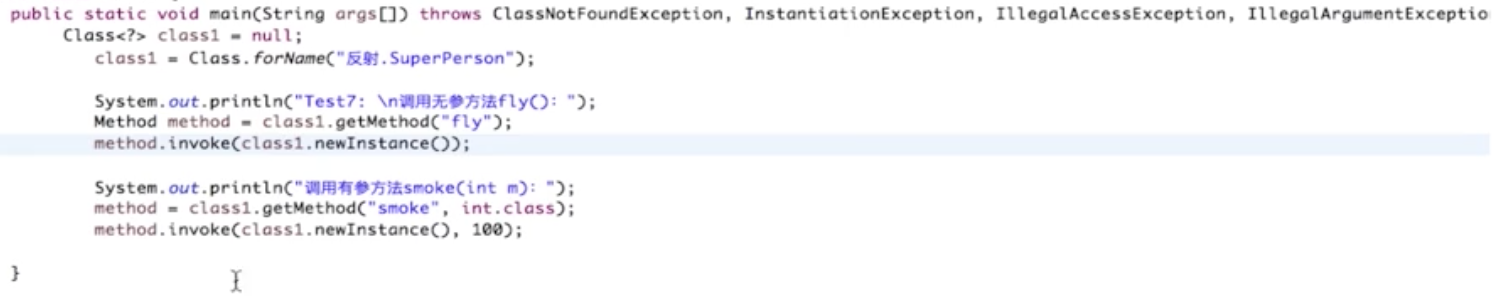 public static void main(String args[]) throws ClassNotFoundException, InstantiationException, IllegalAccessException, IllegalArgumentExceptio
Class<?> class1 = null;
class1 = Class.forName("反射.SuperPerson");
System.out.println("Test7: \n调用无参方法fly()：");
Method method = class1.getMethod("fly");
method.invoke(class1.newInstance());
System.out.println("调用有参方法smoke(int m)：");
method = class1.getMethod("smoke", int.class);
method.invoke(class1.newInstance(), 100);
}